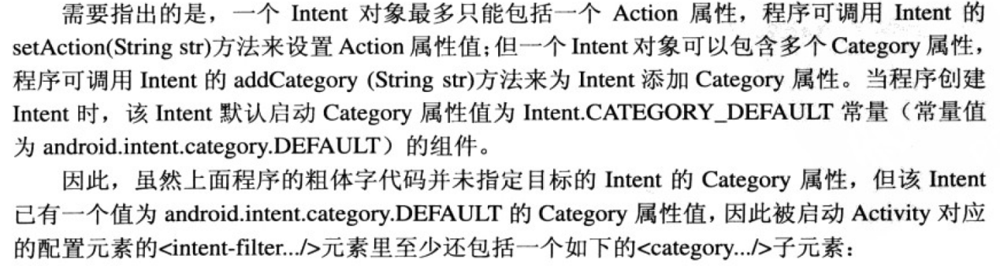 需要指出的是，一个 Intent 对象最多只能包括一个 Action 属性，程序可调用 Intent 的
setAction(String str)方法来设置 Action 属性值；但一个 Intent 对象可以包含多个 Category 属性，
程序可调用 Intent 的 addCategory (String str)方法来为 Intent 添加 Category 属性。当程序创建
Intent 时，该 Intent 默认启动 Category 属性值为 Intent.CATEGORY_DEFAULT 常量（常量值
为 android.intent.category.DEFAULT）的组件。
因此，虽然上面程序的粗体字代码并未指定目标的 Intent 的 Category 属性，但该 Intent
已有一个值为 android.intent.category.DEFAULT 的 Category 属性值，因此被启动 Activity 对应
的配置元素的<intent-filter.../>元素里至少还包括一个如下的<category.../>子元素：